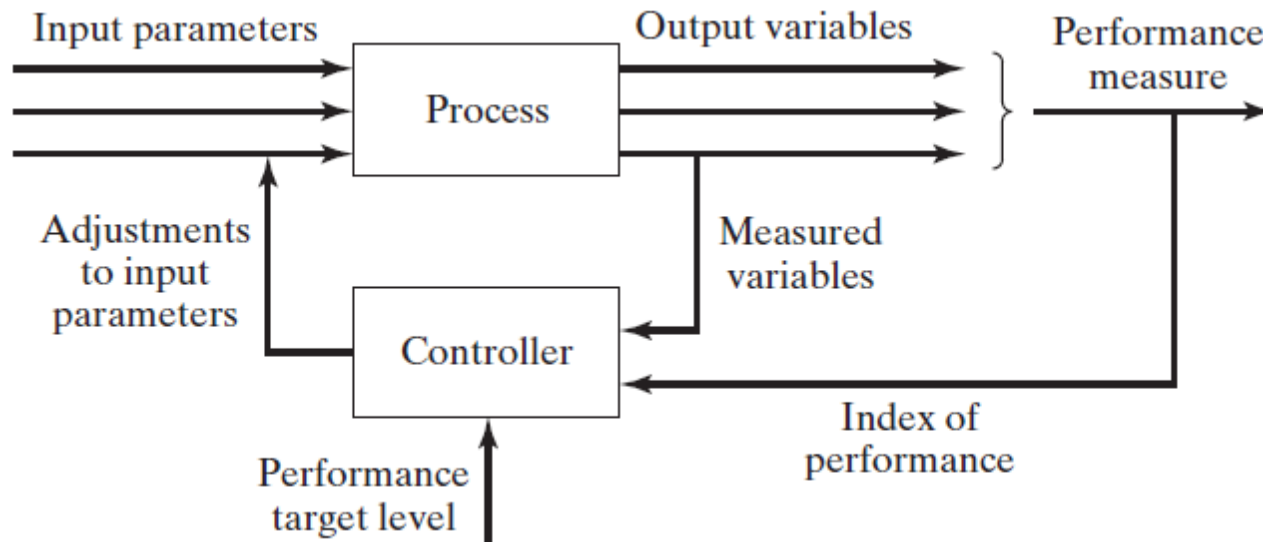 Input parameters
Output variables
Performance
measure
Process
Adjustments
to input
parameters
Measured
variables
Controller
Index of
performance
Performance
target level